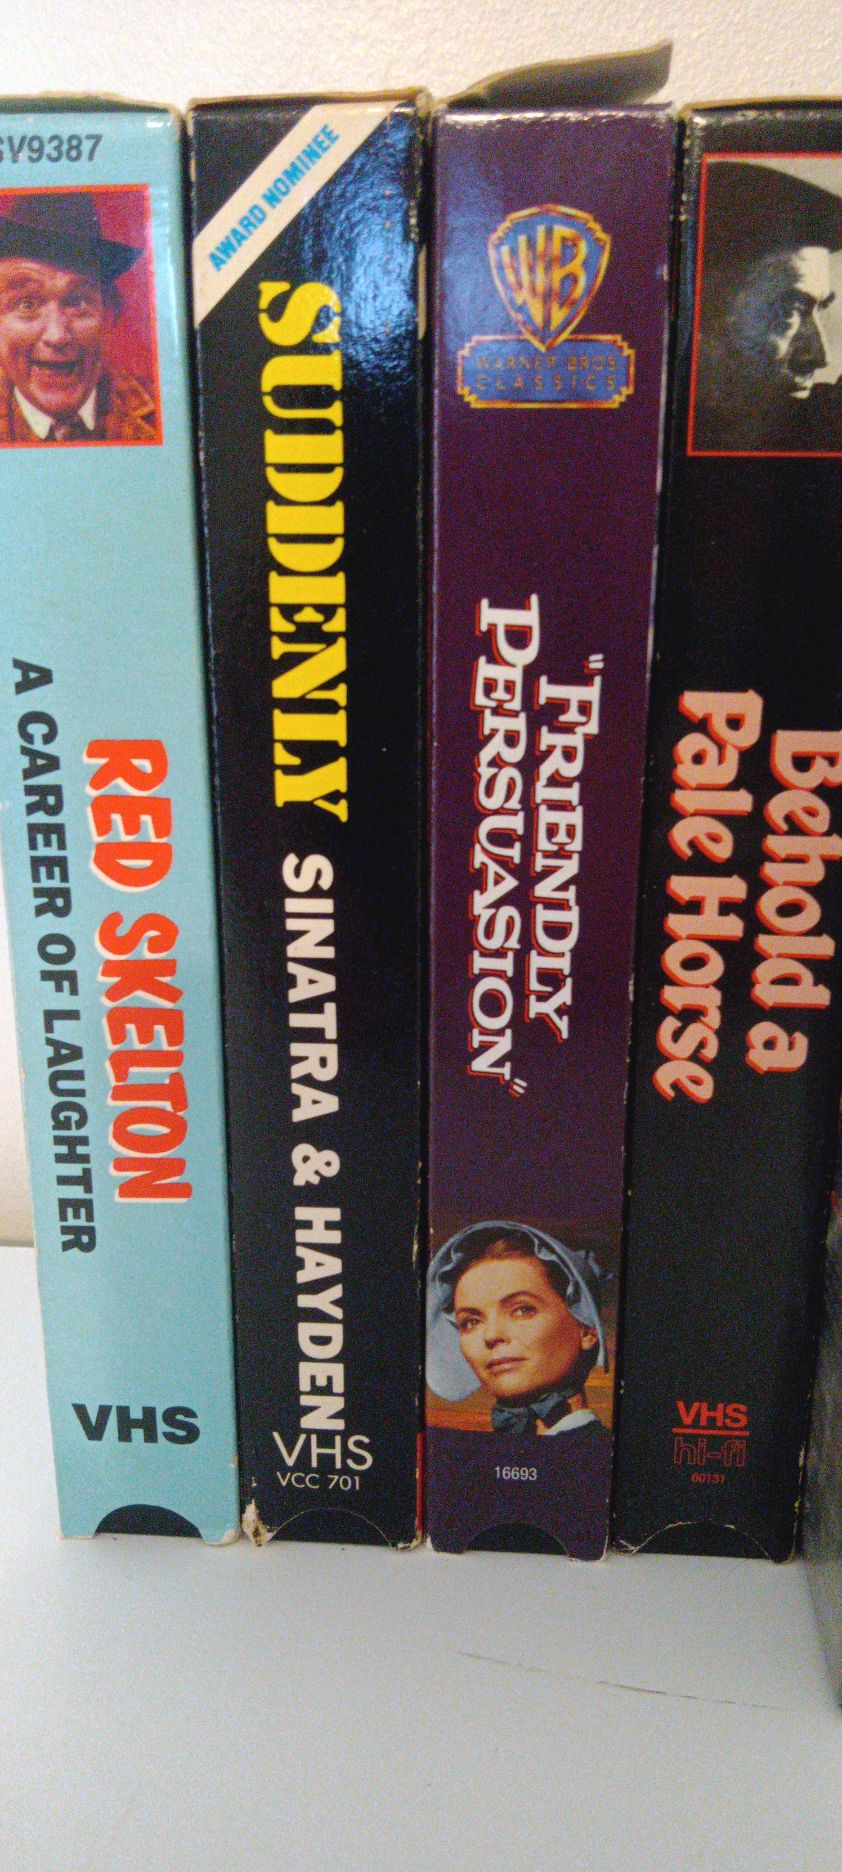 SV9387
RED SKELTON
A CAREER OF LAUGHTER
VHS
AWARD NOMINEE
SUDDENLY SINATRA & HAYDEN
VHS
VCC 701
WB
WARNER BROS
CLASSICS
"FRIENDLY
PERSUASION"
16693
Behold a
Pale Horse
VHS
hi-fi
60131